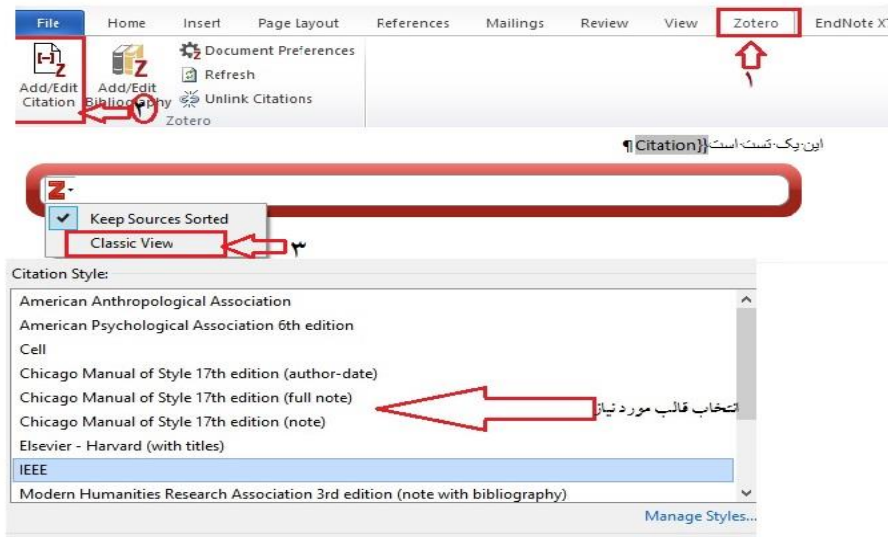 File Home Insert Page Layout References Mailings Review View Zotero EndNote X
Add/Edit Citation
Add/Edit Bibliography
Document Preferences
Refresh
Unlink Citations
Zotero
۱
۲
این یک تست است{Citation}¶
Z
Keep Sources Sorted
Classic View
۳
Citation Style:
American Anthropological Association
American Psychological Association 6th edition
Cell
Chicago Manual of Style 17th edition (author-date)
Chicago Manual of Style 17th edition (full note)
انتخاب قالب مورد نیاز
Chicago Manual of Style 17th edition (note)
Elsevier - Harvard (with titles)
IEEE
Modern Humanities Research Association 3rd edition (note with bibliography)
Manage Styles...